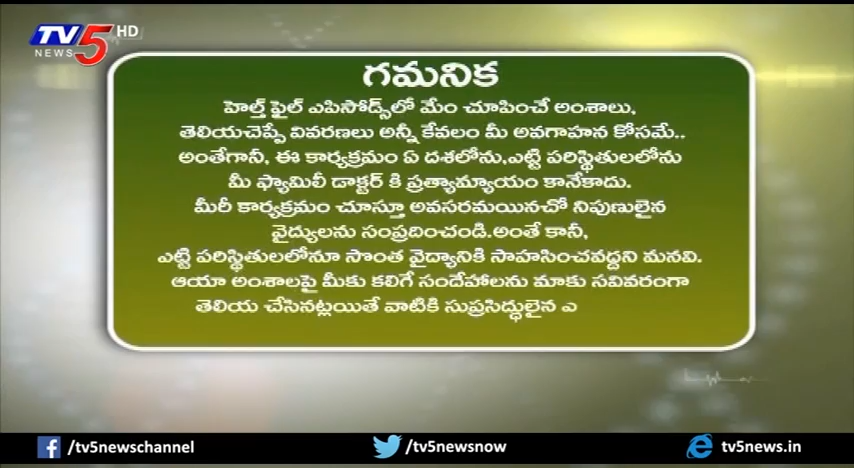 TV5 HD
NEWS
గమనిక
హెల్త్ ఫైల్ ఎపిసోడ్స్‌లో మేం చూపించే అంశాలు,
తెలియచెప్పే వివరణలు అన్నీ కేవలం మీ అవగాహన కోసమే..
అంతేగానీ, ఈ కార్యక్రమం ఏ దశలోను,ఎట్టి పరిస్థితులలోను
మీ ఫ్యామిలీ డాక్టర్ కి ప్రత్యామ్యాయం కానేకాదు.
మీరీ కార్యక్రమం చూస్తూ అవసరమయినచో నిపుణులైన
వైద్యులను సంప్రదించండి.అంతే కానీ,
ఎట్టి పరిస్థితులలోనూ సొంత వైద్యానికి సాహసించవద్దని మనవి.
ఆయా అంశాలపై మీకు కలిగే సందేహాలను మాకు సవివరంగా
తెలియ చేసినట్లయితే వాటికి సుప్రసిద్ధులైన ఎ
/tv5newschannel
/tv5newsnow
tv5news.in